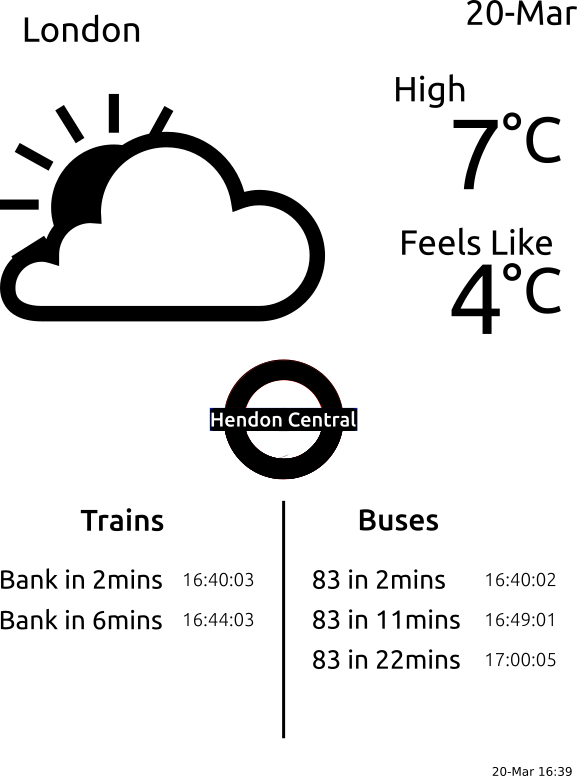 London
20-Mar
High
7°C
Feels Like
4°C
Hendon Central
Trains
Bank in 2mins 16:40:03
Bank in 6mins 16:44:03
Buses
83 in 2mins 16:40:02
83 in 11mins 16:49:01
83 in 22mins 17:00:05
20-Mar 16:39